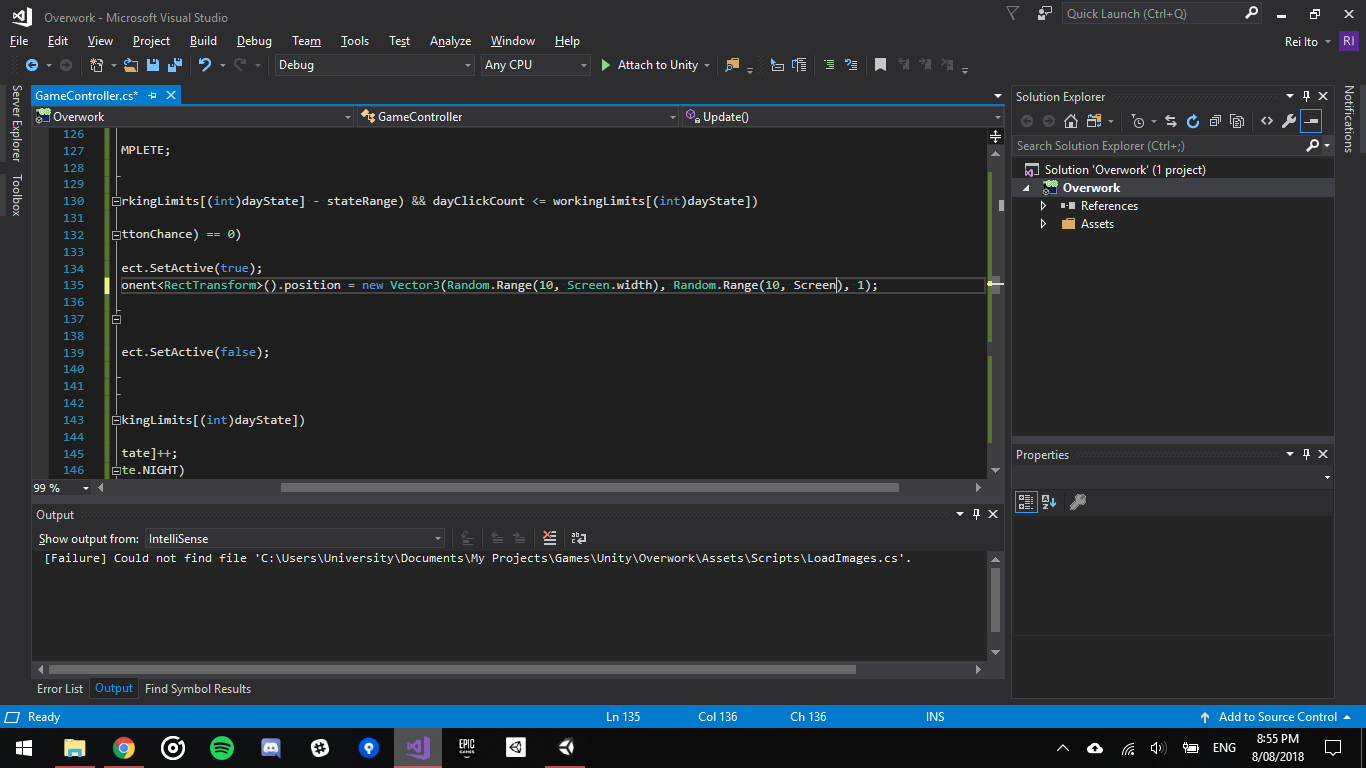 Overwork - Microsoft Visual Studio
Quick Launch (Ctrl+Q)
File Edit View Project Build Debug Team Tools Test Analyze Window Help
Rei Ito RI
Debug Any CPU Attach to Unity
Server Explorer
Toolbox
GameController.cs*
Overwork GameController Update()
126
127 MPLETE;
128
129
130 rkingLimits[(int)dayState] - stateRange) && dayClickCount <= workingLimits[(int)dayState])
131
132 ttonChance) == 0)
133
134 ect.SetActive(true);
135 onent<RectTransform>().position = new Vector3(Random.Range(10, Screen.width), Random.Range(10, Screen), 1);
136
137
138
139 ect.SetActive(false);
140
141
142
143 kingLimits[(int)dayState])
144
145 tate]++;
146 te.NIGHT)
99 %
Output
Show output from: IntelliSense
[Failure] Could not find file 'C:\Users\University\Documents\My Projects\Games\Unity\Overwork\Assets\Scripts\LoadImages.cs'.
Error List Output Find Symbol Results
Solution Explorer
Search Solution Explorer (Ctrl+;)
Solution 'Overwork' (1 project)
Overwork
References
Assets
Properties
Notifications
Ready Ln 135 Col 136 Ch 136 INS Add to Source Control
EPIC GAMES
ENG
8:55 PM
8/08/2018